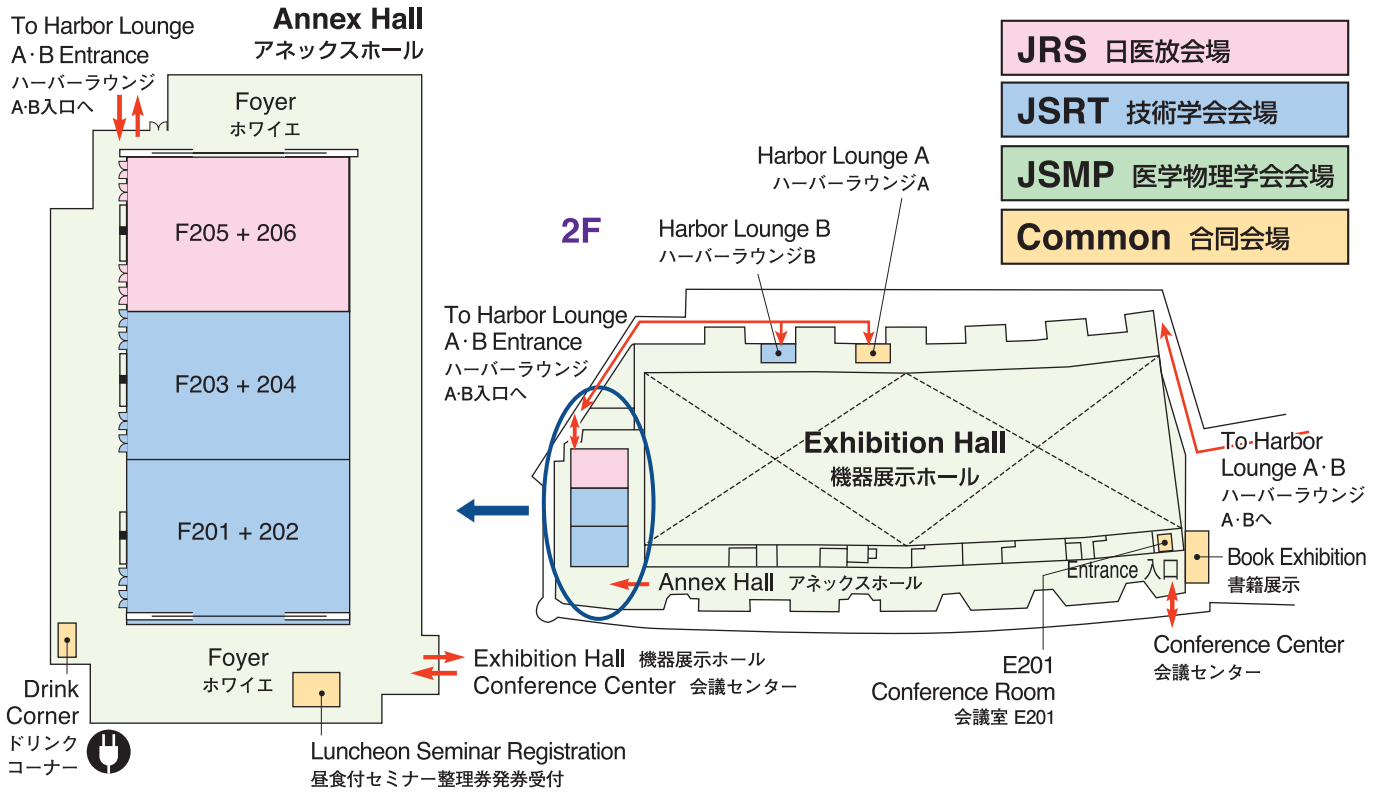 To Harbor Lounge
A・B Entrance
ハーバーラウンジ
A・B入口へ
Annex Hall
アネックスホール
Foyer
ホワイエ
F205 + 206
F203 + 204
F201 + 202
Foyer
ホワイエ
Drink
Corner
ドリンク
コーナー
Luncheon Seminar Registration
昼食付セミナー整理券発券受付
Exhibition Hall 機器展示ホール
Conference Center 会議センター
JRS 日医放会場
JSRT 技術学会会場
JSMP 医学物理学会会場
Common 合同会場
2F
Harbor Lounge A
ハーバーラウンジA
Harbor Lounge B
ハーバーラウンジB
To Harbor Lounge
A・B Entrance
ハーバーラウンジ
A・B入口へ
Exhibition Hall
機器展示ホール
To Harbor
Lounge A・B
ハーバーラウンジ
A・Bへ
Annex Hall アネックスホール
Entrance 入口
Book Exhibition
書籍展示
E201
Conference Room
会議室 E201
Conference Center
会議センター